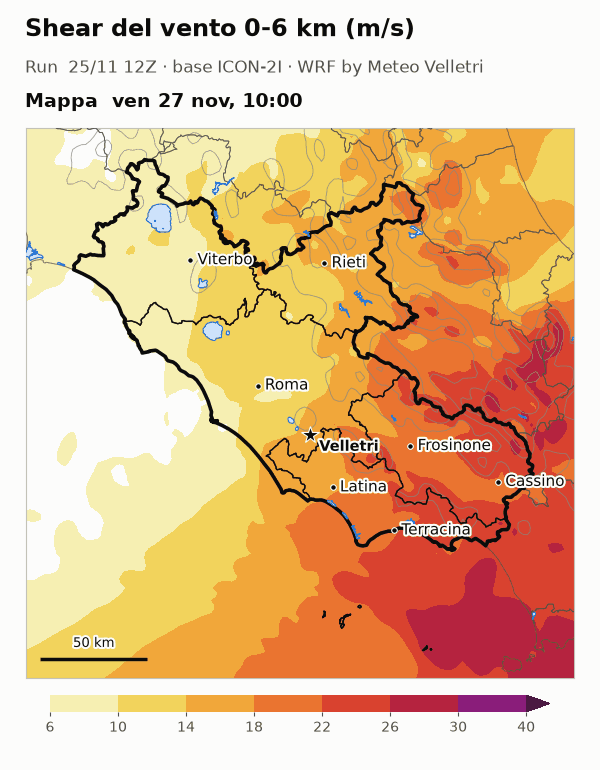 Shear del vento 0-6 km (m/s)
Run  25/11 12Z · base ICON-2I · WRF by Meteo Velletri
Mappa  ven 27 nov, 10:00
Viterbo
Rieti
Roma
Velletri
Frosinone
Cassino
Latina
Terracina
50 km
6 10 14 18 22 26 30 40